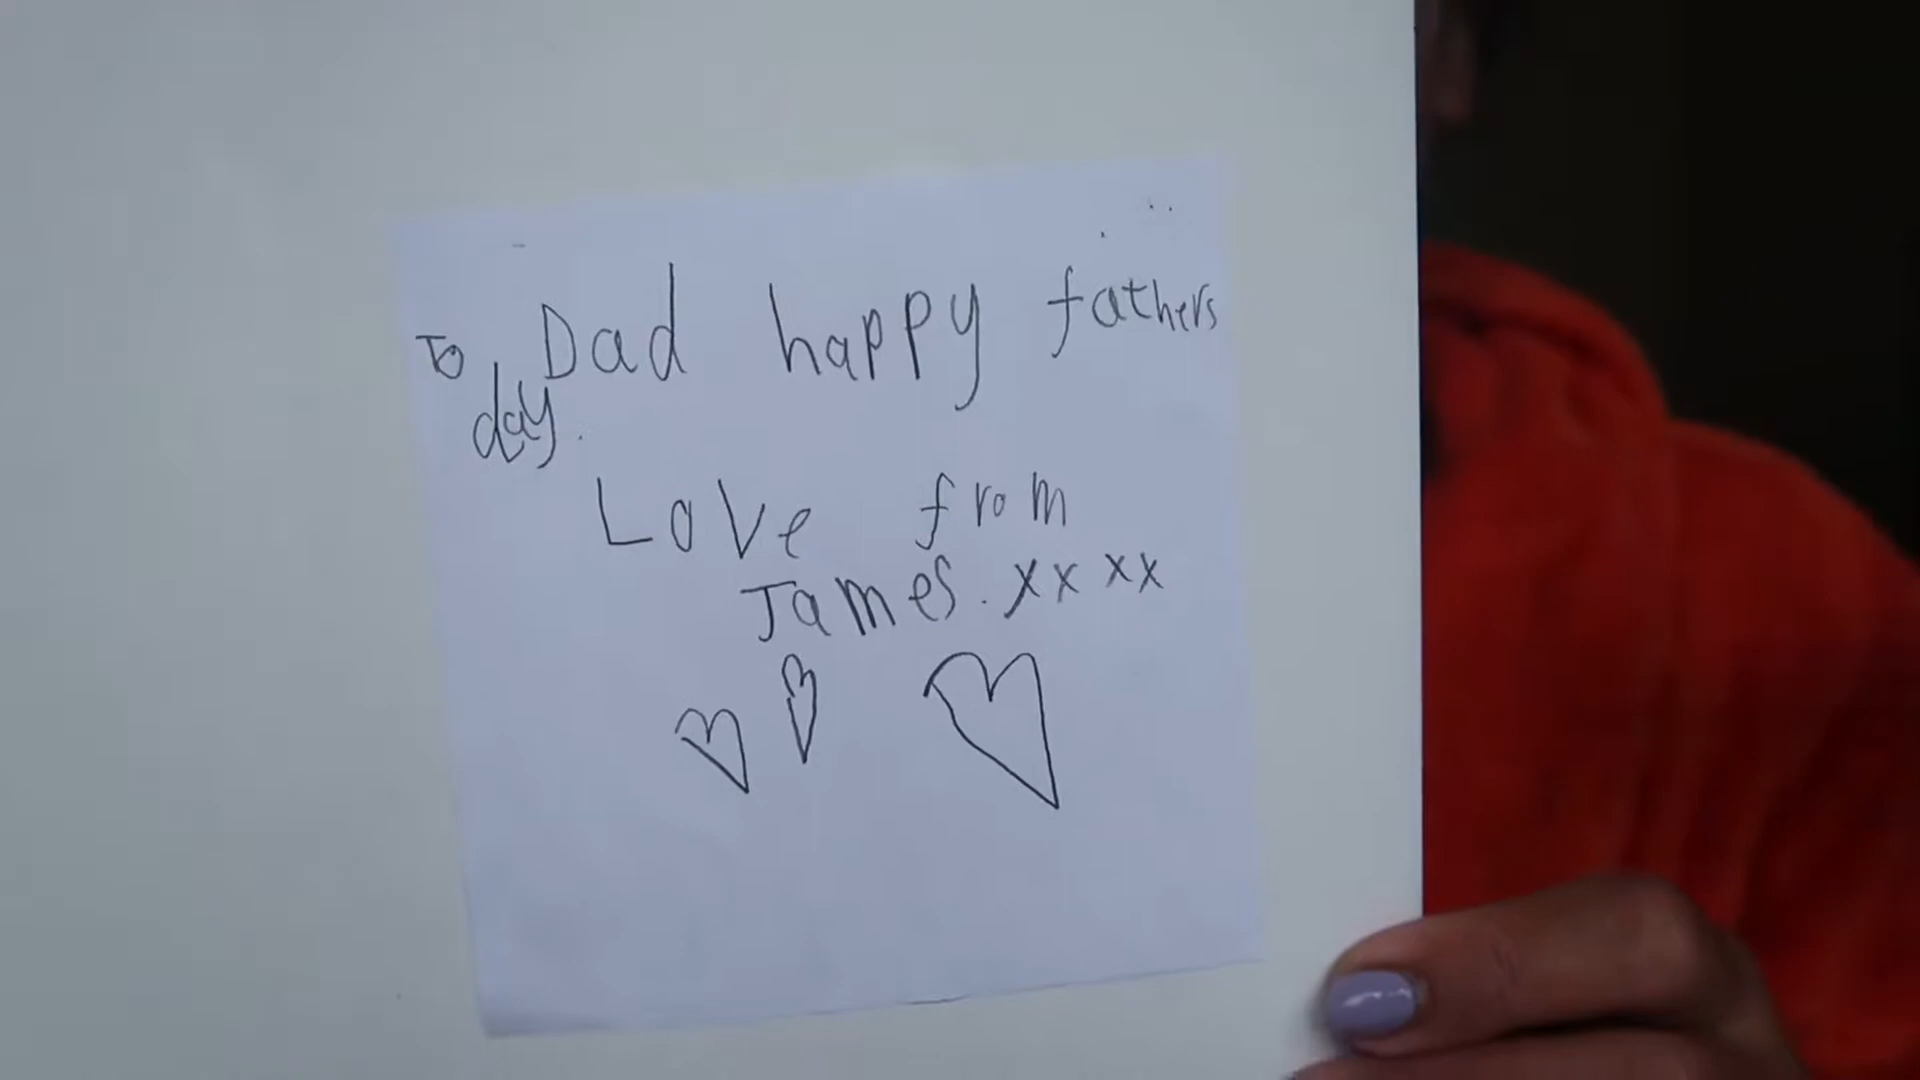 To Dad happy fathers
day.
Love from
James. xx xx